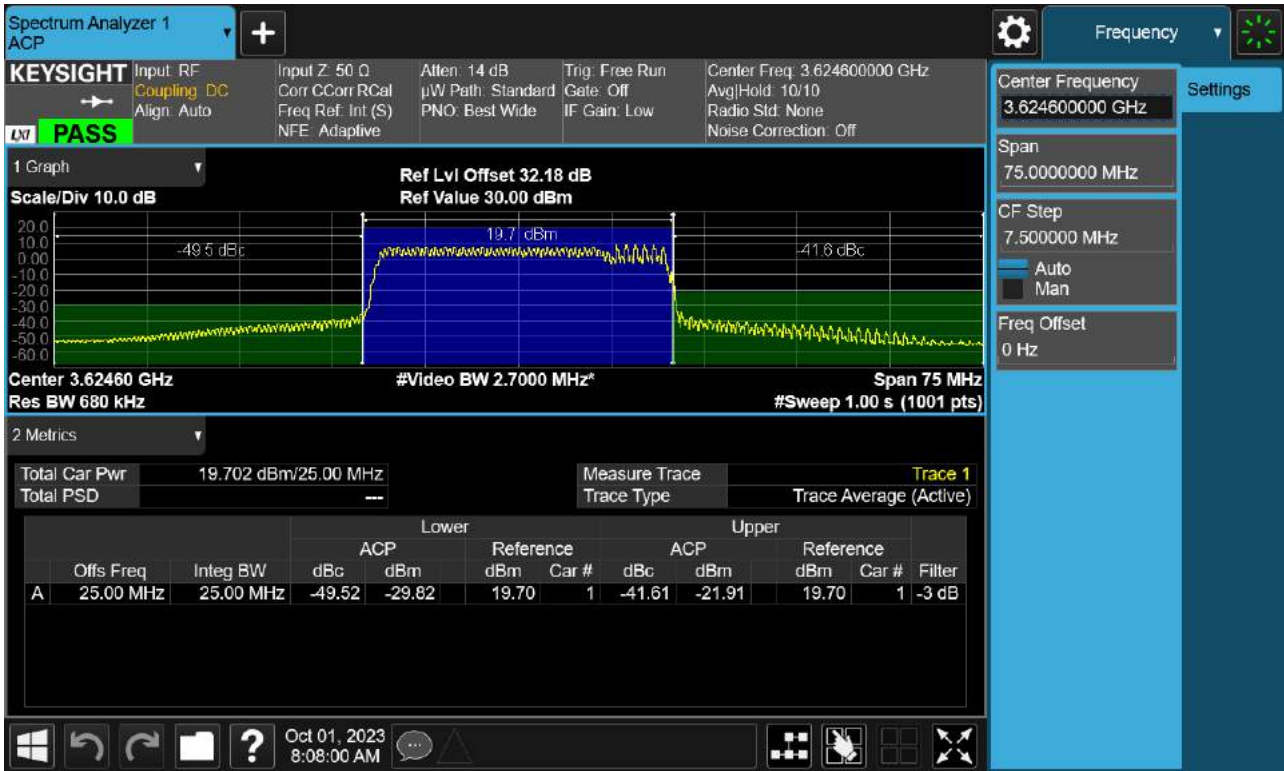 Spectrum Analyzer 1
ACP
Frequency
KEYSIGHT
Input: RF
Coupling: DC
Align: Auto
Input Z: 50 Ω
Corr CCorr RCal
Freq Ref: Int (S)
NFE: Adaptive
Atten: 14 dB
µW Path: Standard
PNO: Best Wide
Trig: Free Run
Gate: Off
IF Gain: Low
Center Freq: 3.624600000 GHz
Avg|Hold: 10/10
Radio Std: None
Noise Correction: Off
LXI PASS
Center Frequency
3.624600000 GHz
Settings
Span
75.0000000 MHz
CF Step
7.500000 MHz
Auto
Man
Freq Offset
0 Hz
1 Graph
Scale/Div 10.0 dB
Ref Lvl Offset 32.18 dB
Ref Value 30.00 dBm
20.0
10.0
0.00
-10.0
-20.0
-30.0
-40.0
-50.0
-60.0
-49.5 dBc
19.7 dBm
-41.6 dBc
Center 3.62460 GHz
#Video BW 2.7000 MHz*
Span 75 MHz
Res BW 680 kHz
#Sweep 1.00 s (1001 pts)
2 Metrics
Total Car Pwr 19.702 dBm/25.00 MHz
Total PSD ---
Measure Trace Trace 1
Trace Type Trace Average (Active)
Lower Upper
ACP Reference ACP Reference
Offs Freq Integ BW dBc dBm dBm Car # dBc dBm dBm Car # Filter
A 25.00 MHz 25.00 MHz -49.52 -29.82 19.70 1 -41.61 -21.91 19.70 1 -3 dB
Oct 01, 2023
8:08:00 AM